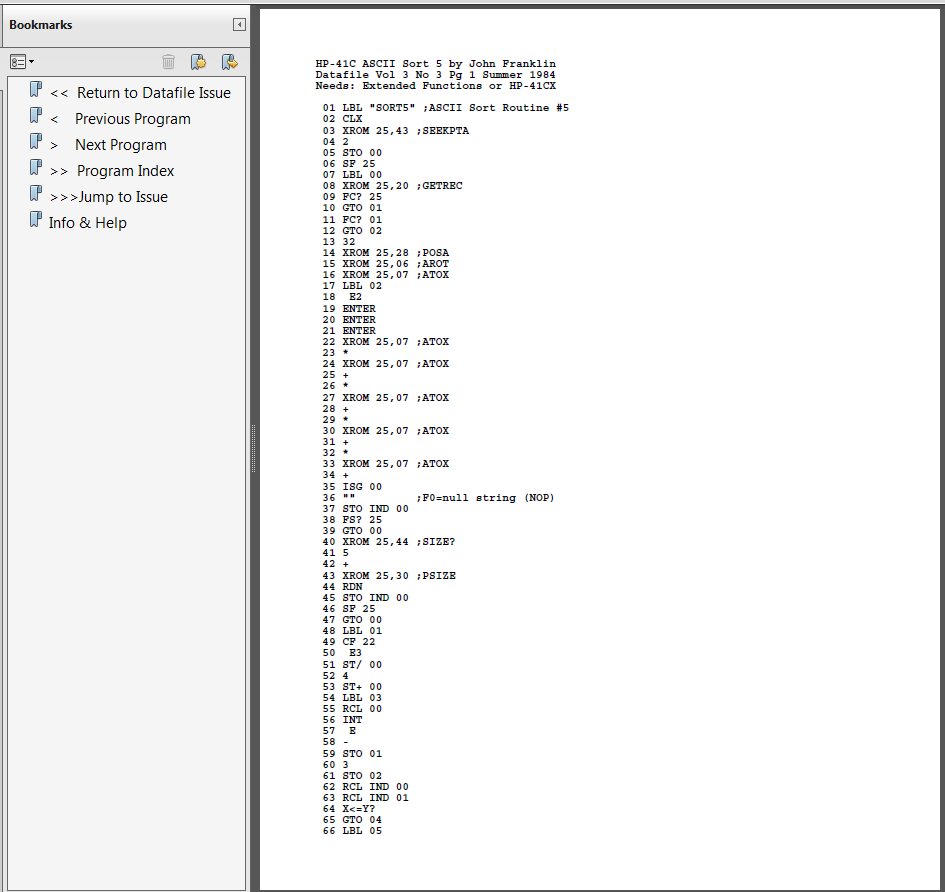 Bookmarks
<< Return to Datafile Issue
< Previous Program
> Next Program
>> Program Index
>>>Jump to Issue
Info & Help
HP-41C ASCII Sort 5 by John Franklin
Datafile Vol 3 No 3 Pg 1 Summer 1984
Needs: Extended Functions or HP-41CX
01 LBL "SORT5" ;ASCII Sort Routine #5
02 CLX
03 XROM 25,43 ;SEEKPTA
04 2
05 STO 00
06 SF 25
07 LBL 00
08 XROM 25,20 ;GETREC
09 FC? 25
10 GTO 01
11 FC? 01
12 GTO 02
13 32
14 XROM 25,28 ;POSA
15 XROM 25,06 ;AROT
16 XROM 25,07 ;ATOX
17 LBL 02
18 E2
19 ENTER
20 ENTER
21 ENTER
22 XROM 25,07 ;ATOX
23 *
24 XROM 25,07 ;ATOX
25 +
26 *
27 XROM 25,07 ;ATOX
28 +
29 *
30 XROM 25,07 ;ATOX
31 +
32 *
33 XROM 25,07 ;ATOX
34 +
35 ISG 00
36 "" ;F0=null string (NOP)
37 STO IND 00
38 FS? 25
39 GTO 00
40 XROM 25,44 ;SIZE?
41 5
42 +
43 XROM 25,30 ;PSIZE
44 RDN
45 STO IND 00
46 SF 25
47 GTO 00
48 LBL 01
49 CF 22
50 E3
51 ST/ 00
52 4
53 ST+ 00
54 LBL 03
55 RCL 00
56 INT
57 E
58 -
59 STO 01
60 3
61 STO 02
62 RCL IND 00
63 RCL IND 01
64 X<=Y?
65 GTO 04
66 LBL 05